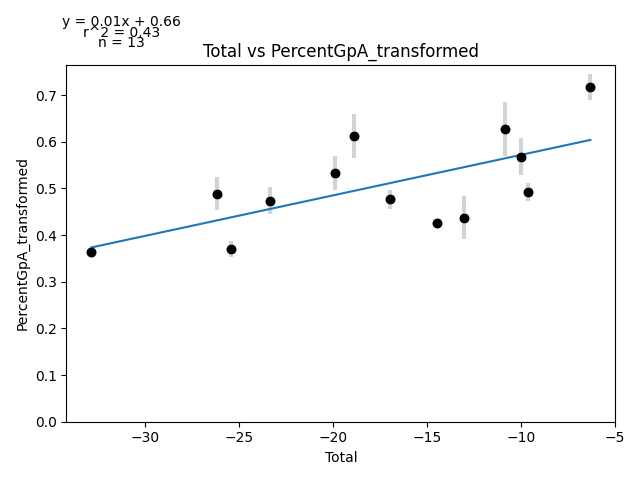 y = 0.01x + 0.66
r^2 = 0.43
n = 13
Total vs PercentGpA_transformed
0.7
0.6
0.5
0.4
0.3
0.2
0.1
0.0
PercentGpA_transformed
−30
−25
−20
−15
−10
−5
Total